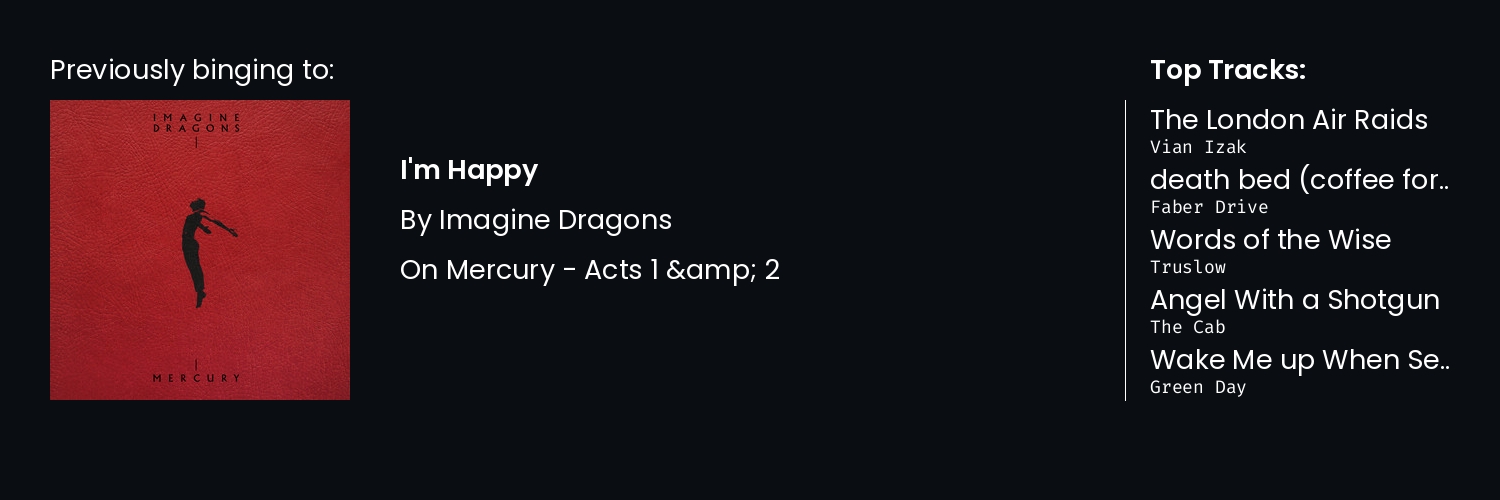 Previously binging to:
IMAGINE
DRAGONS
MERCURY
I'm Happy
By Imagine Dragons
On Mercury - Acts 1 &amp;amp; 2
Top Tracks:
The London Air Raids
Vian Izak
death bed (coffee for..
Faber Drive
Words of the Wise
Truslow
Angel With a Shotgun
The Cab
Wake Me up When Se..
Green Day